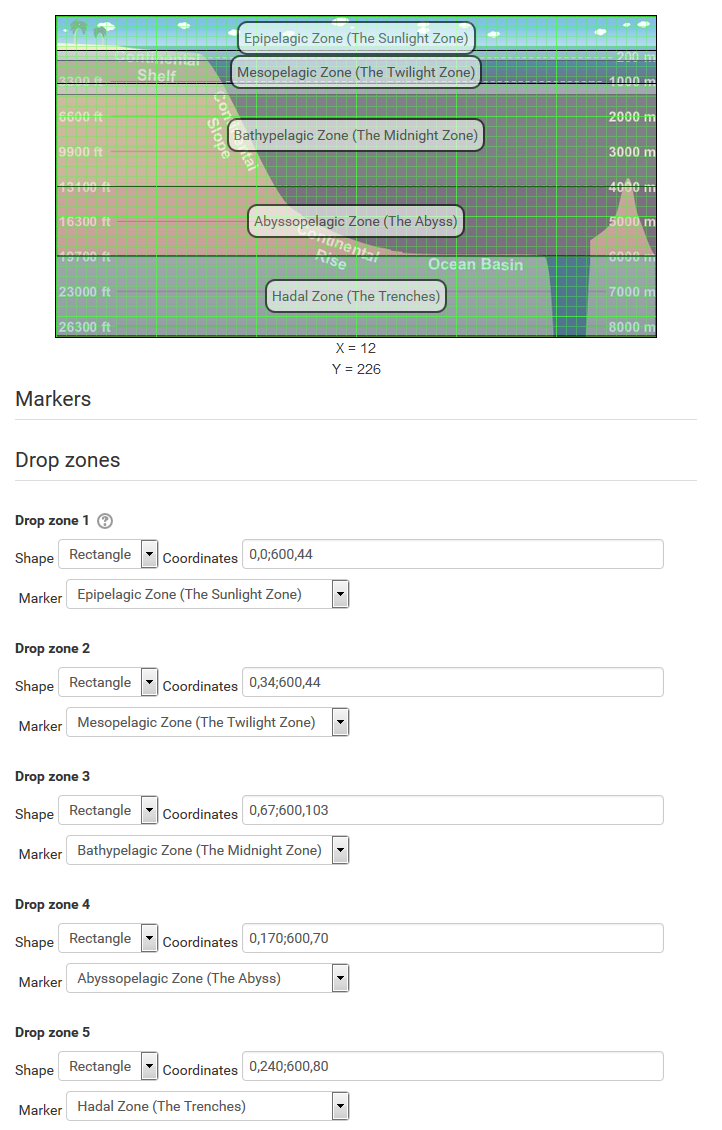 Epipelagic Zone (The Sunlight Zone)
Continental 200 m
Shelf
Mesopelagic Zone (The Twilight Zone)
3300 ft 1000 m
6600 ft 2000 m
Continental
Slope
Bathypelagic Zone (The Midnight Zone)
9900 ft 3000 m
13100 ft 4000 m
16300 ft Abyssopelagic Zone (The Abyss) 5000 m
Continental
Rise
19700 ft 6000 m
Ocean Basin
23000 ft Hadal Zone (The Trenches) 7000 m
26300 ft 8000 m
X = 12
Y = 226
Markers
Drop zones
Drop zone 1 ?
Shape Rectangle Coordinates 0,0;600,44
Marker Epipelagic Zone (The Sunlight Zone)
Drop zone 2
Shape Rectangle Coordinates 0,34;600,44
Marker Mesopelagic Zone (The Twilight Zone)
Drop zone 3
Shape Rectangle Coordinates 0,67;600,103
Marker Bathypelagic Zone (The Midnight Zone)
Drop zone 4
Shape Rectangle Coordinates 0,170;600,70
Marker Abyssopelagic Zone (The Abyss)
Drop zone 5
Shape Rectangle Coordinates 0,240;600,80
Marker Hadal Zone (The Trenches)